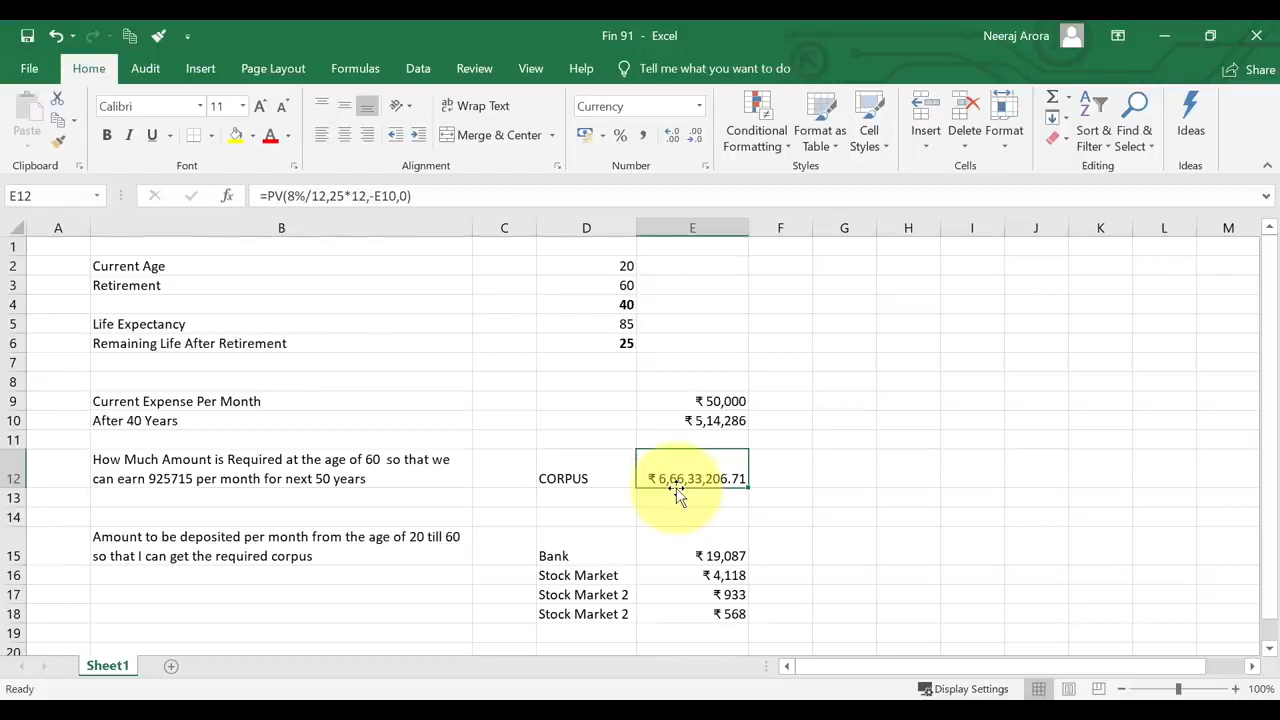 Fin 91 - Excel
Neeraj Arora
File Home Audit Insert Page Layout Formulas Data Review View Help Tell me what you want to do Share
Paste
Calibri 11
Wrap Text
Merge & Center
Currency
Conditional Formatting
Format as Table
Cell Styles
Insert Delete Format
Sort & Filter
Find & Select
Ideas
Clipboard Font Alignment Number Styles Cells Editing Ideas
E12 fx =PV(8%/12,25*12,-E10,0)
A B C D E F G H I J K L M
1
2 Current Age 20
3 Retirement 60
4 40
5 Life Expectancy 85
6 Remaining Life After Retirement 25
7
8
9 Current Expense Per Month ₹ 50,000
10 After 40 Years ₹ 5,14,286
11
How Much Amount is Required at the age of 60 so that we
12 can earn 925715 per month for next 50 years CORPUS ₹ 6,66,33,206.71
13
14
Amount to be deposited per month from the age of 20 till 60
15 so that I can get the required corpus Bank ₹ 19,087
16 Stock Market ₹ 4,118
17 Stock Market 2 ₹ 933
18 Stock Market 2 ₹ 568
19
20
Sheet1
Ready
Display Settings
100%